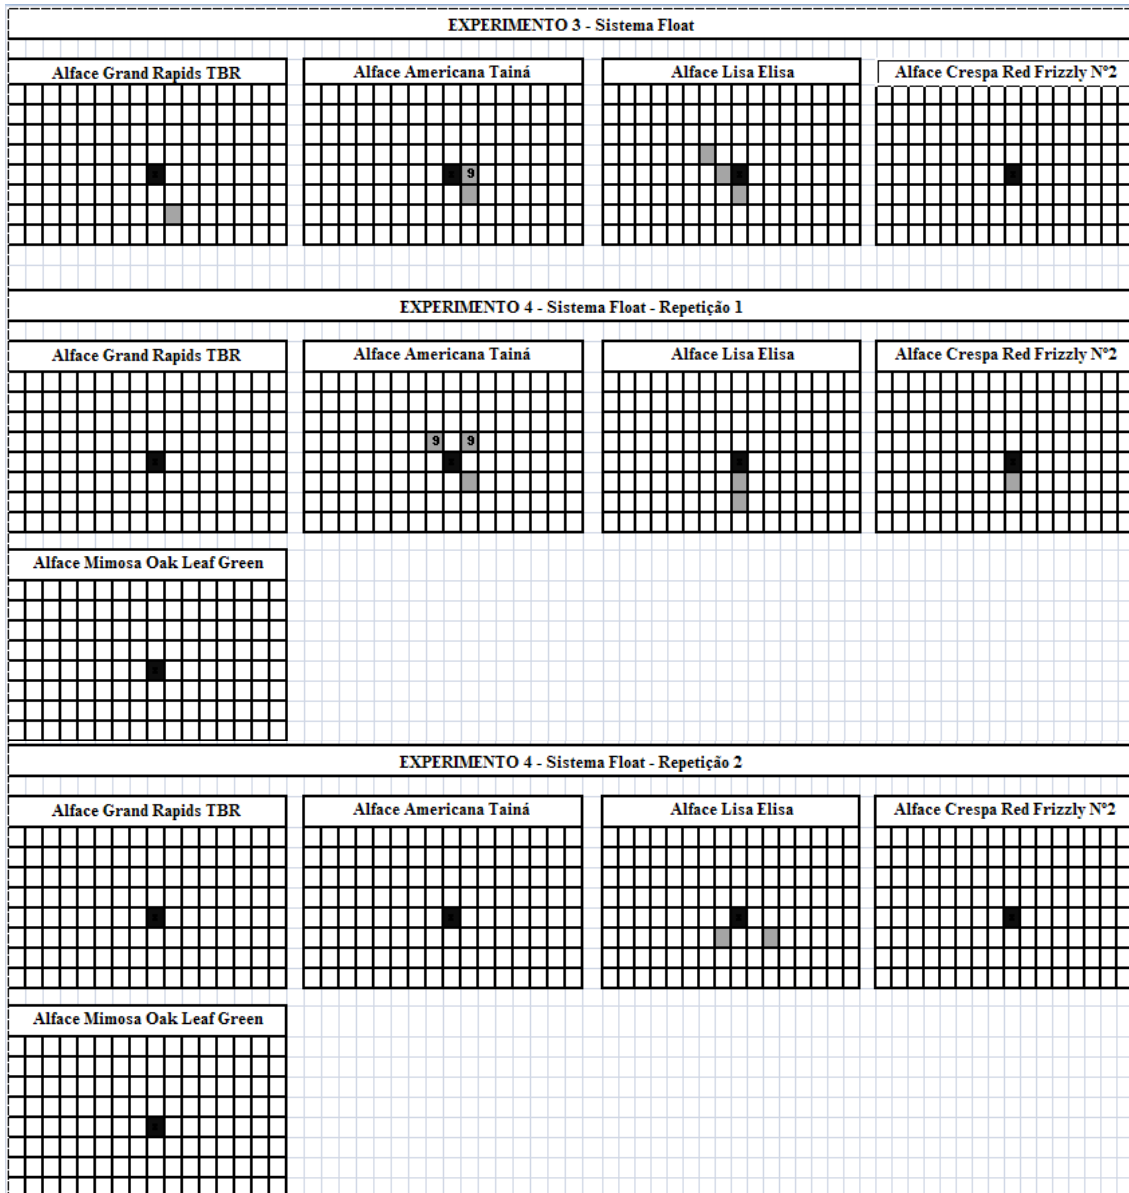 EXPERIMENTO 3 - Sistema Float
Alface Grand Rapids TBR
Alface Americana Tainá
Alface Lisa Elisa
Alface Crespa Red Frizzly Nº2
9
EXPERIMENTO 4 - Sistema Float - Repetição 1
Alface Grand Rapids TBR
Alface Americana Tainá
Alface Lisa Elisa
Alface Crespa Red Frizzly Nº2
9 9
Alface Mimosa Oak Leaf Green
EXPERIMENTO 4 - Sistema Float - Repetição 2
Alface Grand Rapids TBR
Alface Americana Tainá
Alface Lisa Elisa
Alface Crespa Red Frizzly Nº2
Alface Mimosa Oak Leaf Green